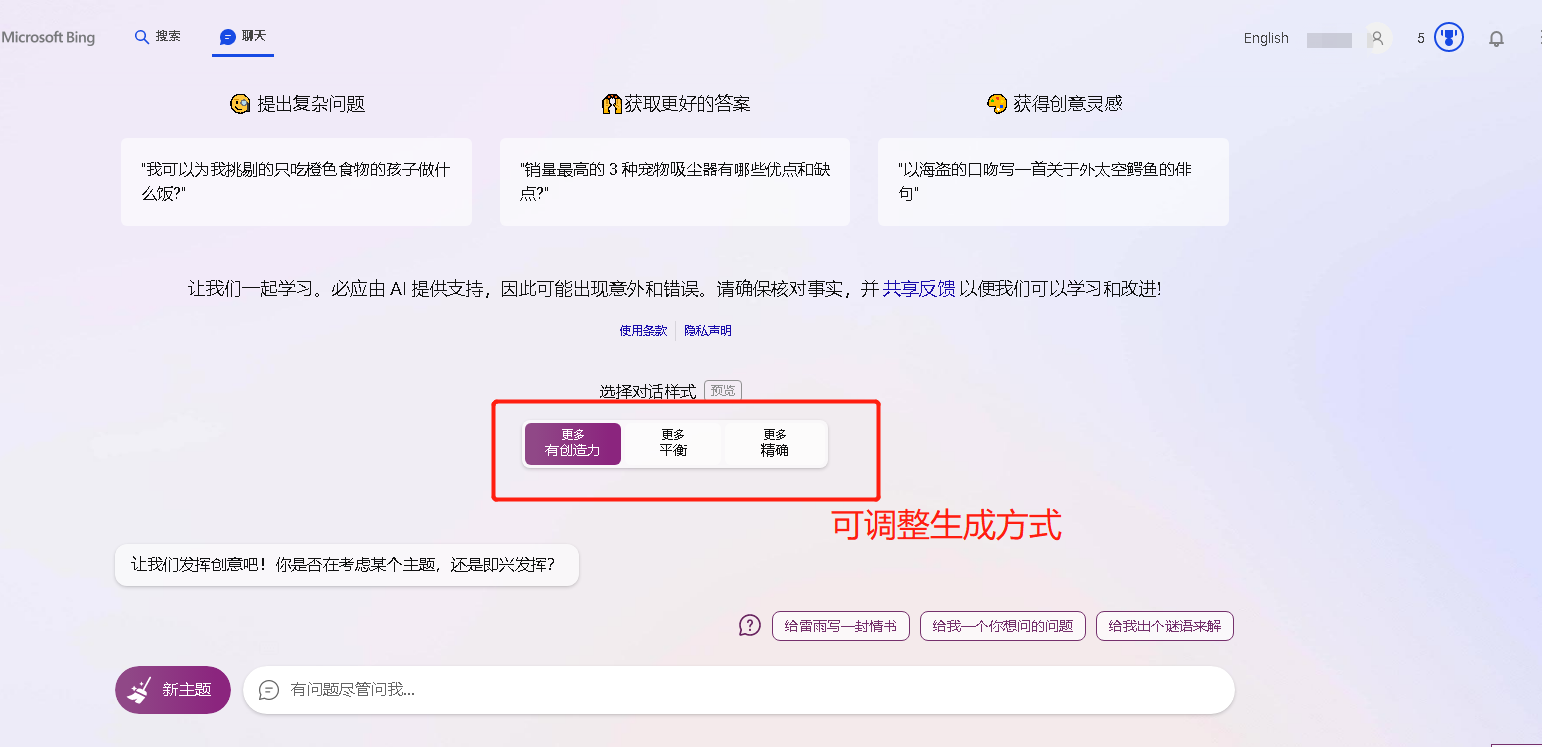 Microsoft Bing
搜索
聊天
English
5
提出复杂问题
获取更好的答案
获得创意灵感
"我可以为我挑剔的只吃橙色食物的孩子做什
么饭?"
"销量最高的 3 种宠物吸尘器有哪些优点和缺
点?"
"以海盗的口吻写一首关于外太空鳄鱼的俳
句"
让我们一起学习。必应由 AI 提供支持，因此可能出现意外和错误。请确保核对事实，并 共享反馈 以便我们可以学习和改进!
使用条款
隐私声明
选择对话样式
预览
更多
有创造力
更多
平衡
更多
精确
可调整生成方式
让我们发挥创意吧！你是否在考虑某个主题，还是即兴发挥？
给雷雨写一封情书
给我一个你想问的问题
给我出个谜语来解
新主题
有问题尽管问我...